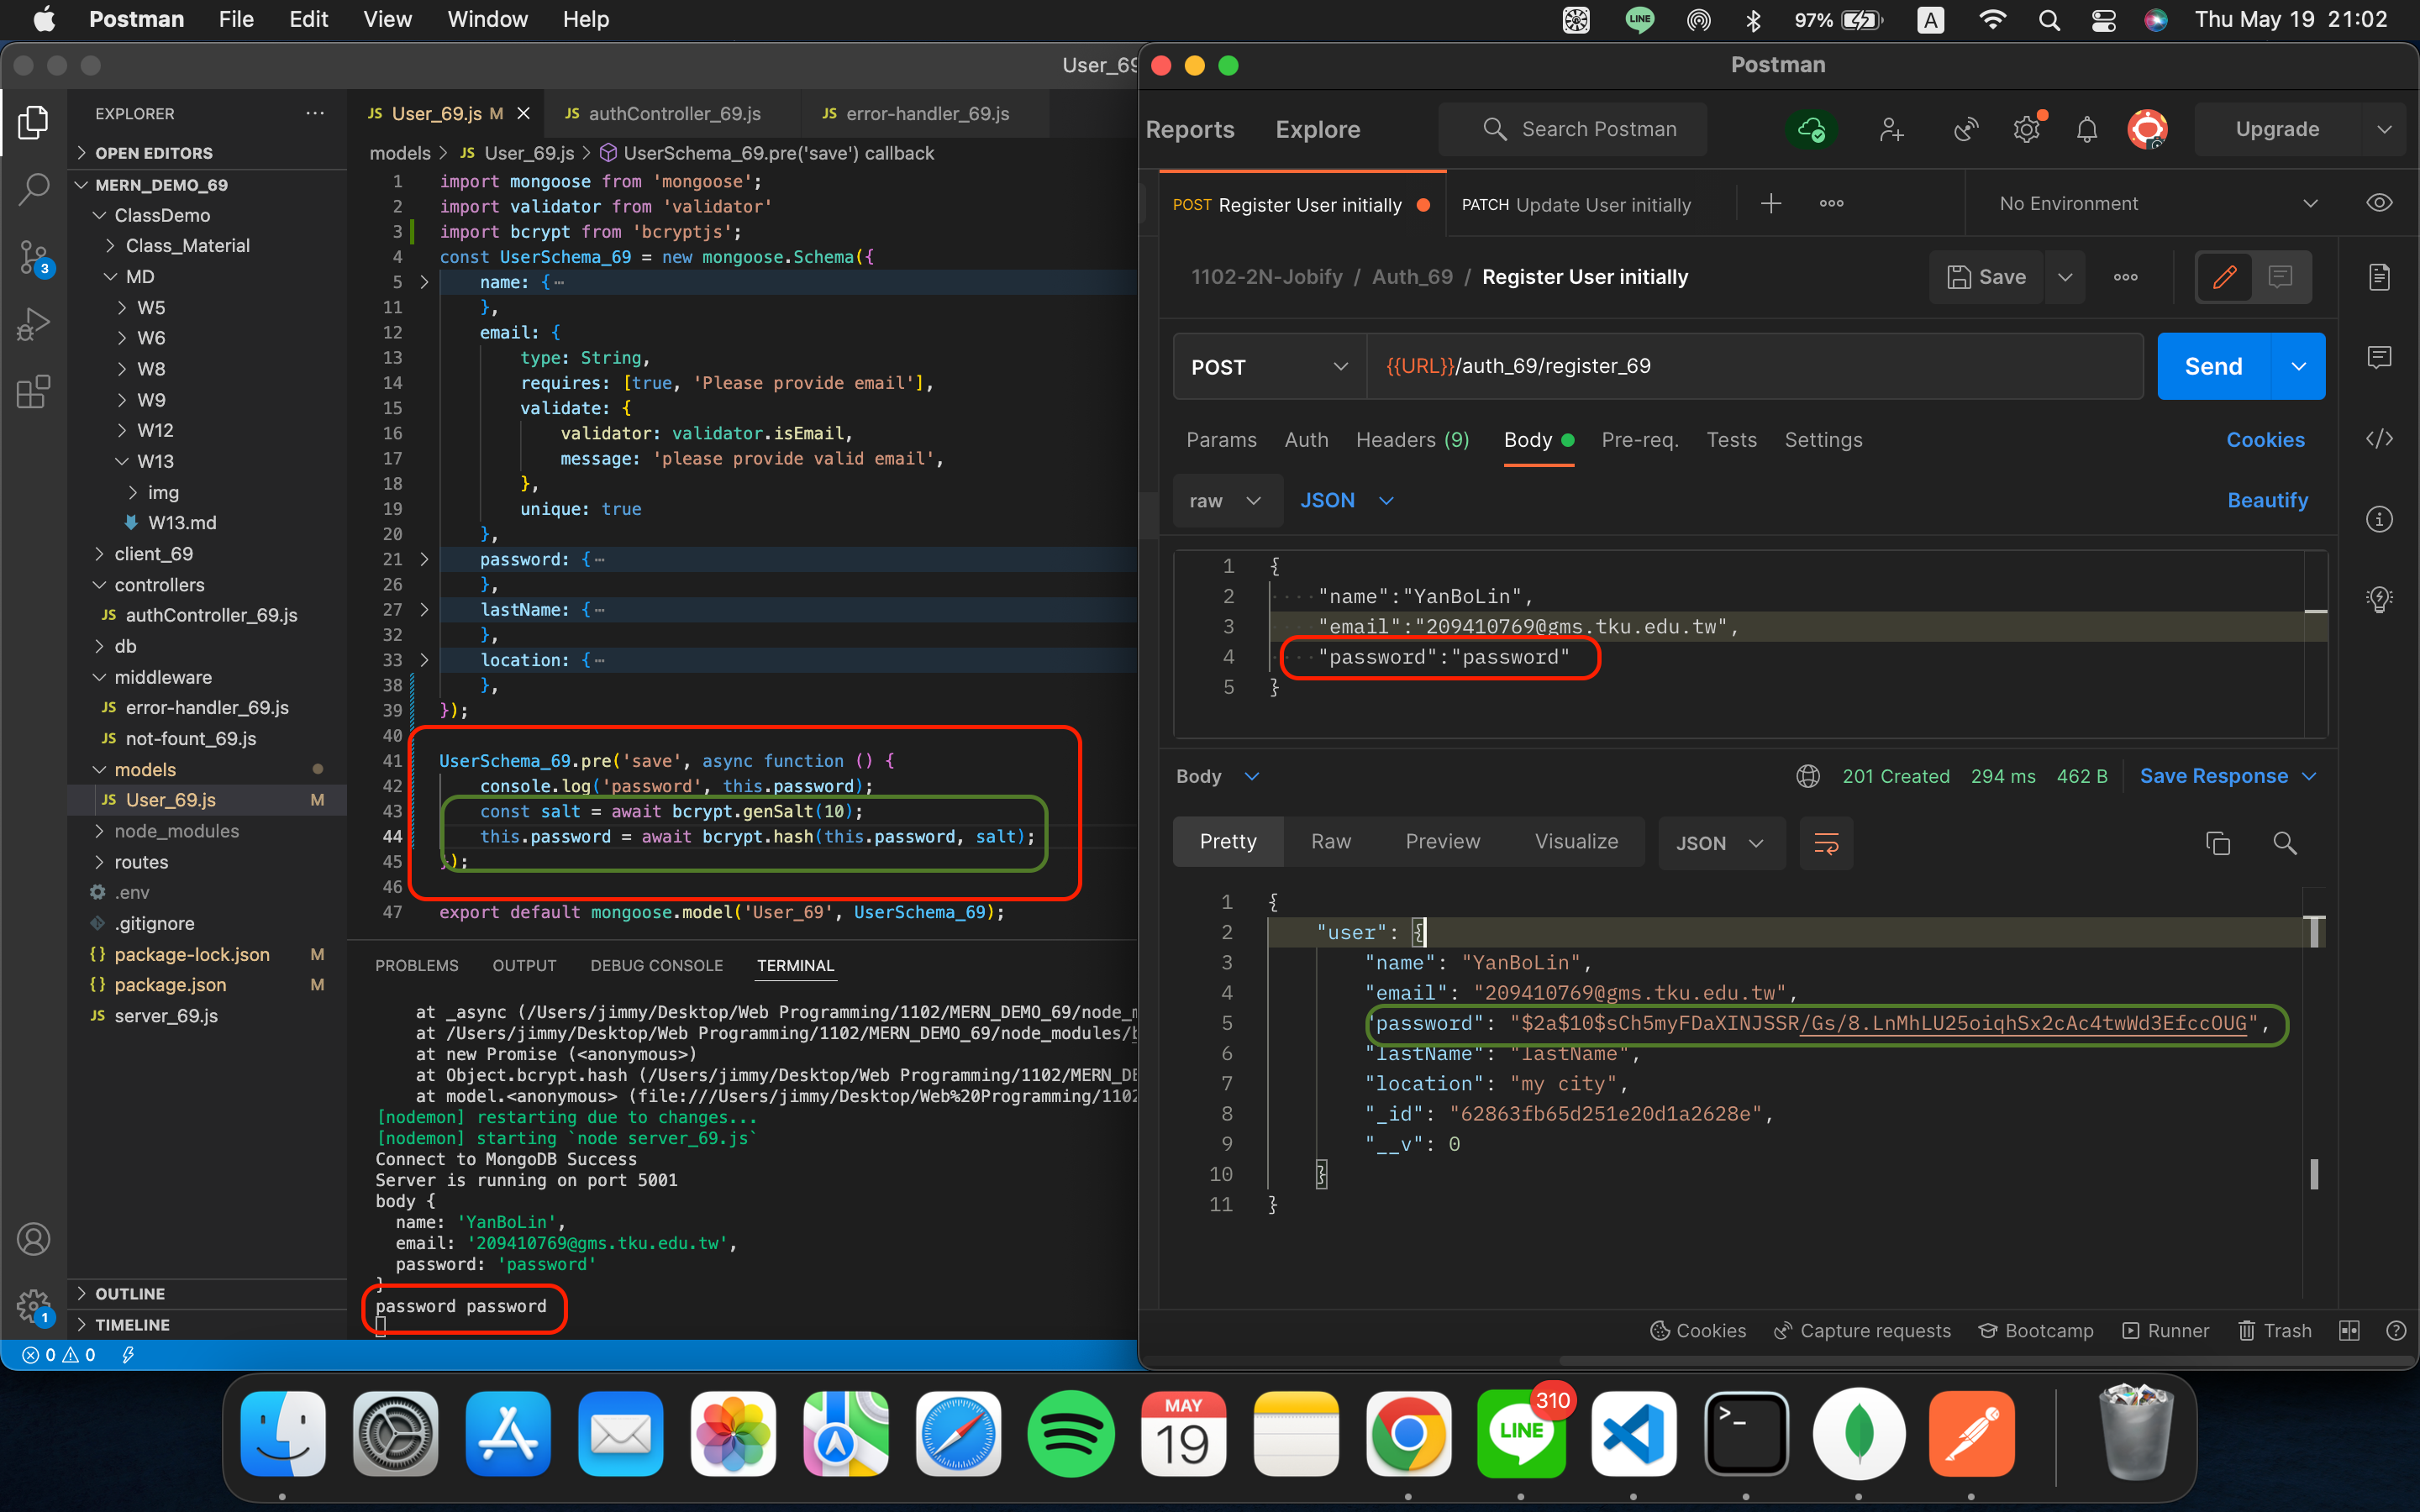 Postman File Edit View Window Help
97% A Thu May 19 21:02
User_69
EXPLORER
OPEN EDITORS
MERN_DEMO_69
ClassDemo
Class_Material
MD
W5
W6
W8
W9
W12
W13
img
W13.md
client_69
controllers
JS authController_69.js
db
middleware
JS error-handler_69.js
JS not-fount_69.js
models
JS User_69.js M
node_modules
routes
.env
.gitignore
{} package-lock.json M
{} package.json M
JS server_69.js
OUTLINE
TIMELINE
3
1
0 0
JS User_69.js M JS authController_69.js JS error-handler_69.js
models > JS User_69.js > UserSchema_69.pre('save') callback
1 import mongoose from 'mongoose';
2 import validator from 'validator'
3 import bcrypt from 'bcryptjs';
4 const UserSchema_69 = new mongoose.Schema({
5 name: {⋯
11 },
12 email: {
13 type: String,
14 requires: [true, 'Please provide email'],
15 validate: {
16 validator: validator.isEmail,
17 message: 'please provide valid email',
18 },
19 unique: true
20 },
21 password: {⋯
26 },
27 lastName: {⋯
32 },
33 location: {⋯
38 },
39 });
40
41 UserSchema_69.pre('save', async function () {
42 console.log('password', this.password);
43 const salt = await bcrypt.genSalt(10);
44 this.password = await bcrypt.hash(this.password, salt);
45 });
46
47 export default mongoose.model('User_69', UserSchema_69);
PROBLEMS OUTPUT DEBUG CONSOLE TERMINAL
at _async (/Users/jimmy/Desktop/Web Programming/1102/MERN_DEMO_69/node_m
at /Users/jimmy/Desktop/Web Programming/1102/MERN_DEMO_69/node_modules/b
at new Promise (<anonymous>)
at Object.bcrypt.hash (/Users/jimmy/Desktop/Web Programming/1102/MERN_DE
at model.<anonymous> (file:///Users/jimmy/Desktop/Web%20Programming/1102
[nodemon] restarting due to changes...
[nodemon] starting `node server_69.js`
Connect to MongoDB Success
Server is running on port 5001
body {
name: 'YanBoLin',
email: '209410769@gms.tku.edu.tw',
password: 'password'
}
password password
Postman
Reports Explore Search Postman Upgrade
POST Register User initially PATCH Update User initially No Environment
1102-2N-Jobify / Auth_69 / Register User initially Save
POST {{URL}}/auth_69/register_69 Send
Params Auth Headers (9) Body Pre-req. Tests Settings Cookies
raw JSON Beautify
1 {
2 "name":"YanBoLin",
3 "email":"209410769@gms.tku.edu.tw",
4 "password":"password"
5 }
Body 201 Created 294 ms 462 B Save Response
Pretty Raw Preview Visualize JSON
1 {
2 "user": {
3 "name": "YanBoLin",
4 "email": "209410769@gms.tku.edu.tw",
5 "password": "$2a$10$sCh5myFDaXINJSSR/Gs/8.LnMhLU25oiqhSx2cAc4twWd3EfccOUG",
6 "lastName": "lastName",
7 "location": "my city",
8 "_id": "62863fb65d251e20d1a2628e",
9 "__v": 0
10 }
11 }
Cookies Capture requests Bootcamp Runner Trash
MAY
19
310
LINE
LINE